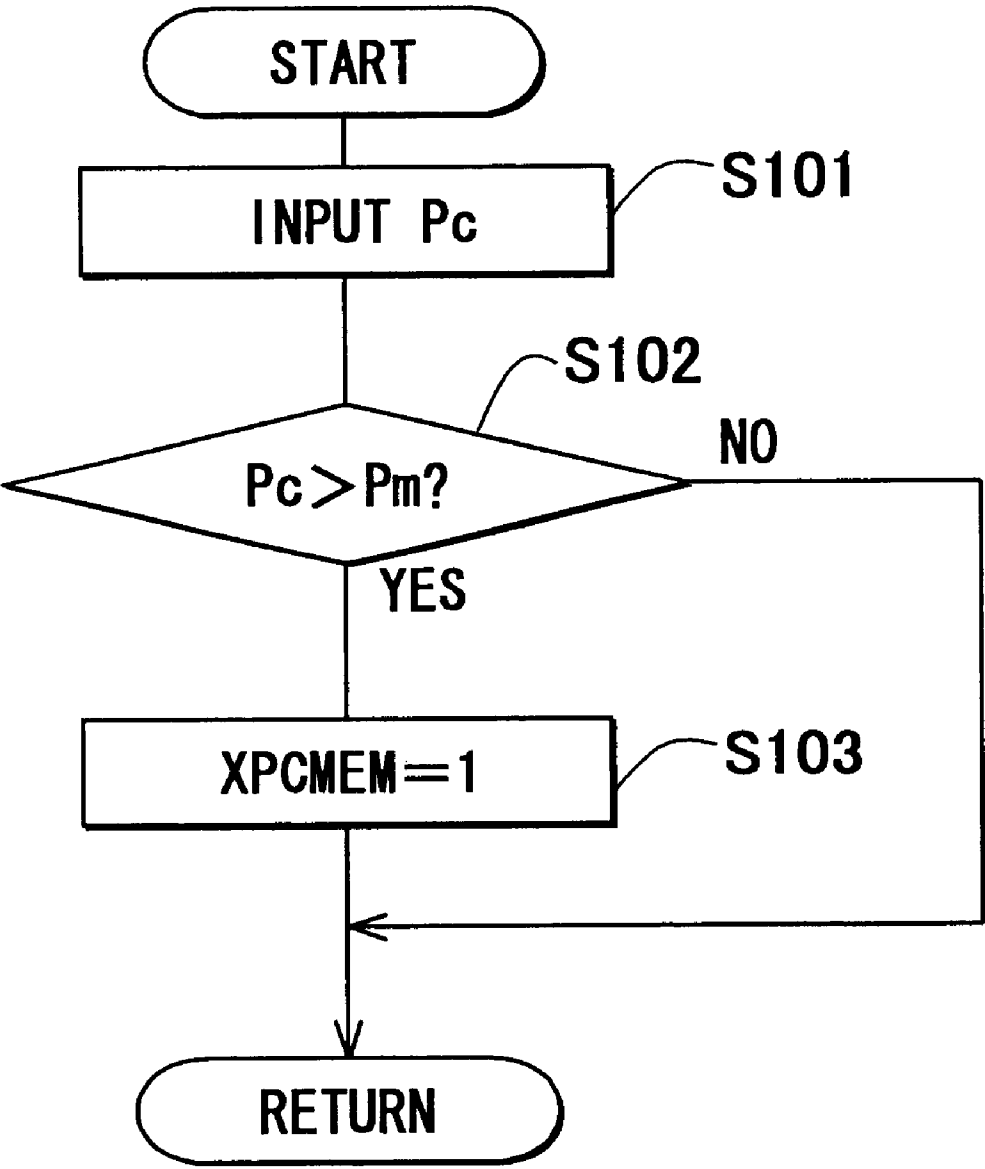 START
S101
INPUT Pc
S102
Pc>Pm?
NO
YES
XPCMEM=1
S103
RETURN